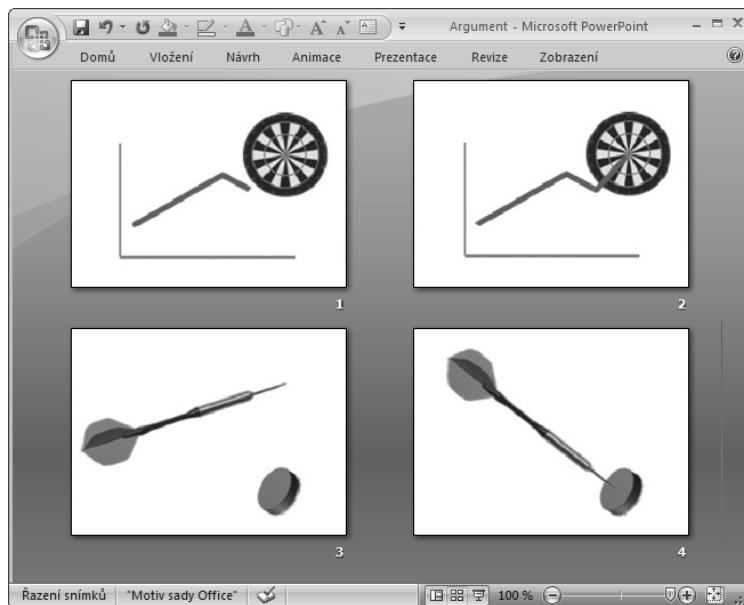 Argument - Microsoft PowerPoint
Domů Vložení Návrh Animace Prezentace Revize Zobrazení
1
2
3
4
Řazení snímků "Motiv sady Office" 100 %